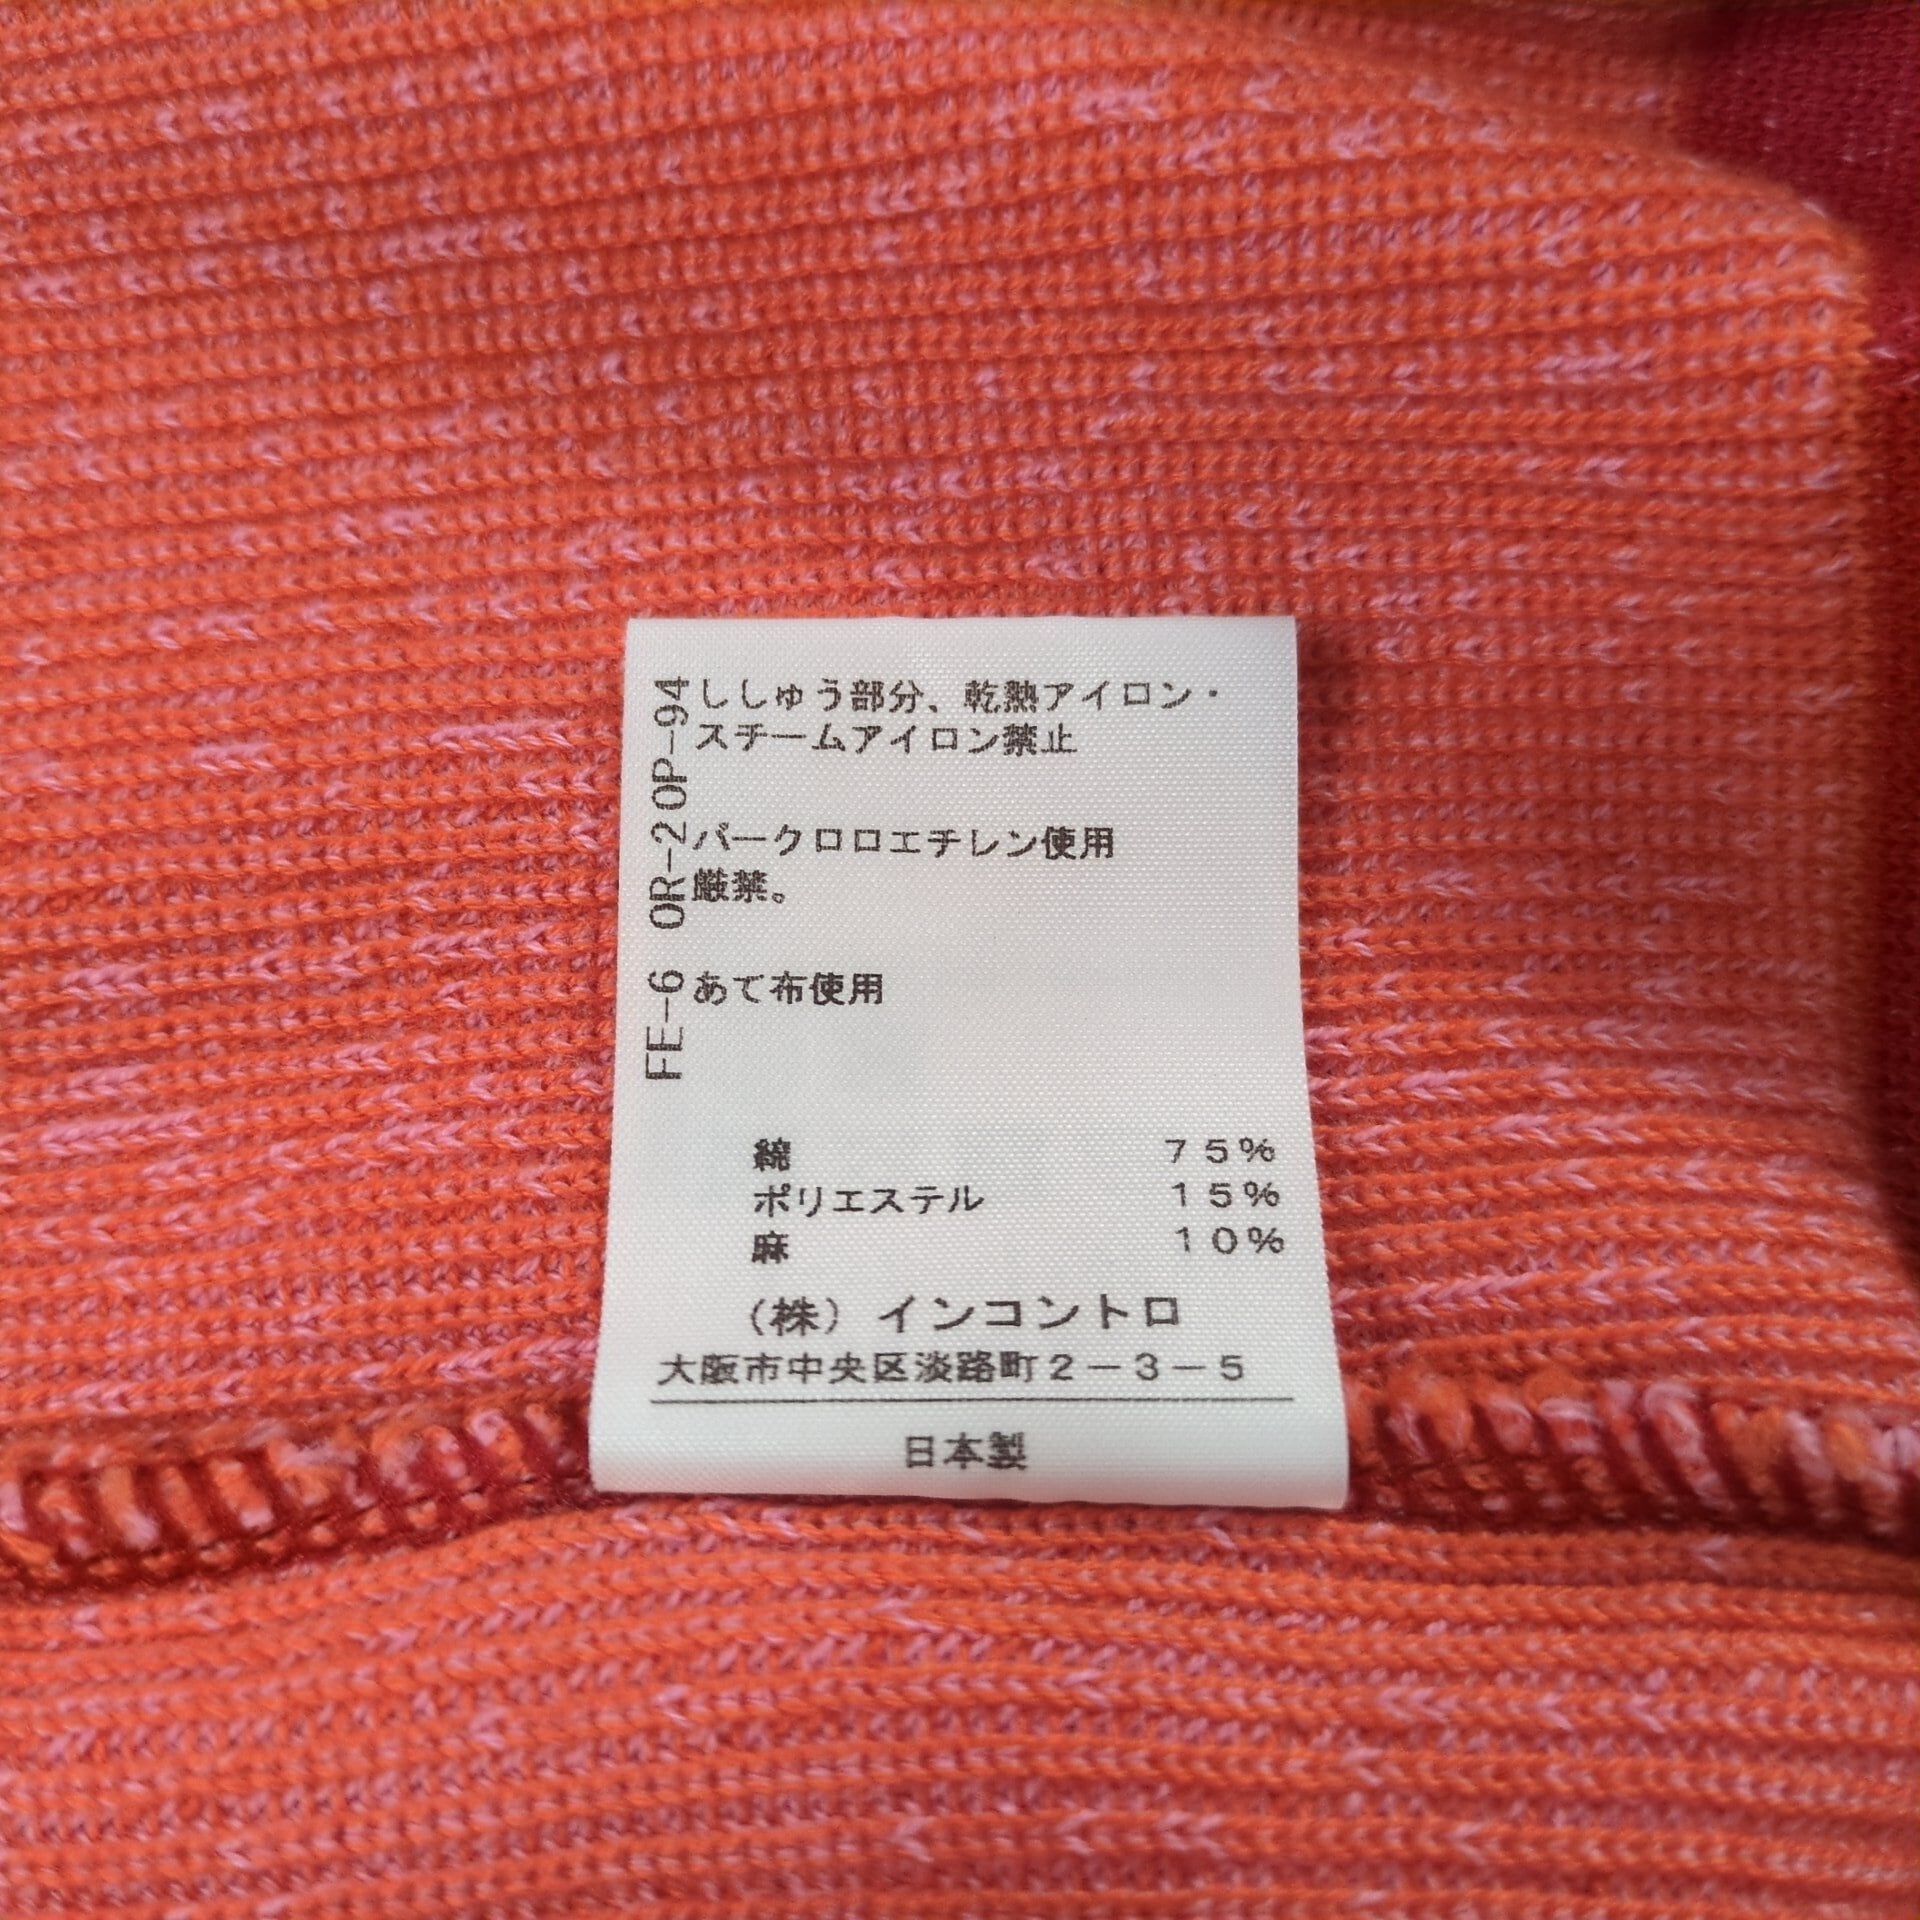 ししゅう部分、乾熱アイロン・
スチームアイロン禁止
パークロロエチレン使用
厳禁。
あて布使用
FE-6 OR-20P-94
綿 75%
ポリエステル 15%
麻 10%
(株)インコントロ
大阪市中央区淡路町2-3-5
日本製